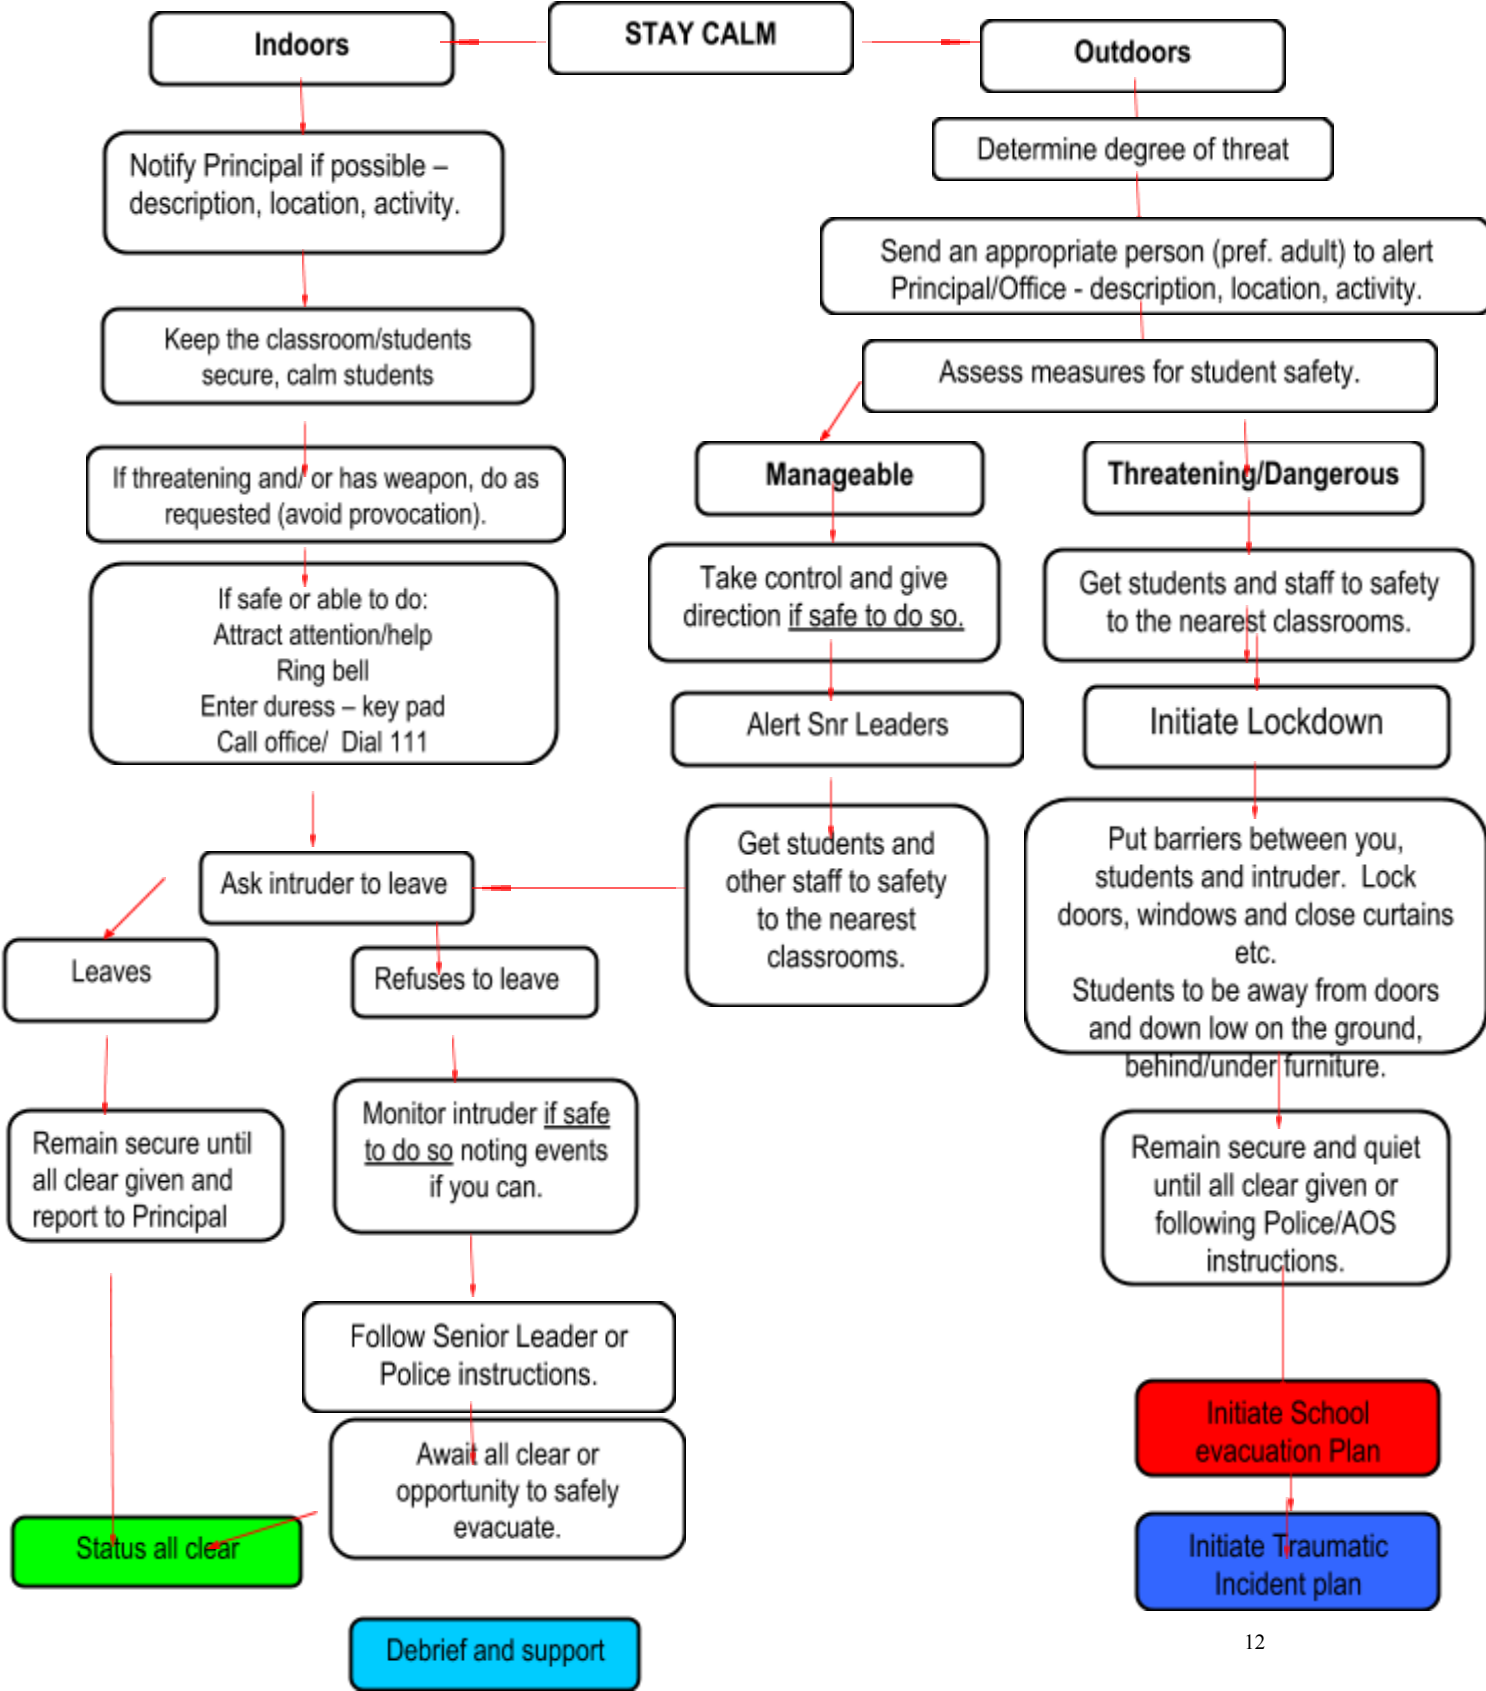 STAY CALM
Indoors
Notify Principal if possible –
description, location, activity.
Keep the classroom/students
secure, calm students
If threatening and/ or has weapon, do as
requested (avoid provocation).
If safe or able to do:
Attract attention/help
Ring bell
Enter duress – key pad
Call office/ Dial 111
Outdoors
Determine degree of threat
Send an appropriate person (pref. adult) to alert
Principal/Office - description, location, activity.
Assess measures for student safety.
Manageable
Take control and give
direction if safe to do so.
Alert Snr Leaders
Get students and
other staff to safety
to the nearest
classrooms.
Threatening/Dangerous
Get students and staff to safety
to the nearest classrooms.
Initiate Lockdown
Put barriers between you,
students and intruder. Lock
doors, windows and close curtains
etc.
Students to be away from doors
and down low on the ground,
behind/under furniture.
Remain secure and quiet
until all clear given or
following Police/AOS
instructions.
Initiate School
evacuation Plan
Initiate Traumatic
Incident plan
Ask intruder to leave
Leaves
Remain secure until
all clear given and
report to Principal
Refuses to leave
Monitor intruder if safe
to do so noting events
if you can.
Follow Senior Leader or
Police instructions.
Await all clear or
opportunity to safely
evacuate.
Status all clear
Debrief and support
12